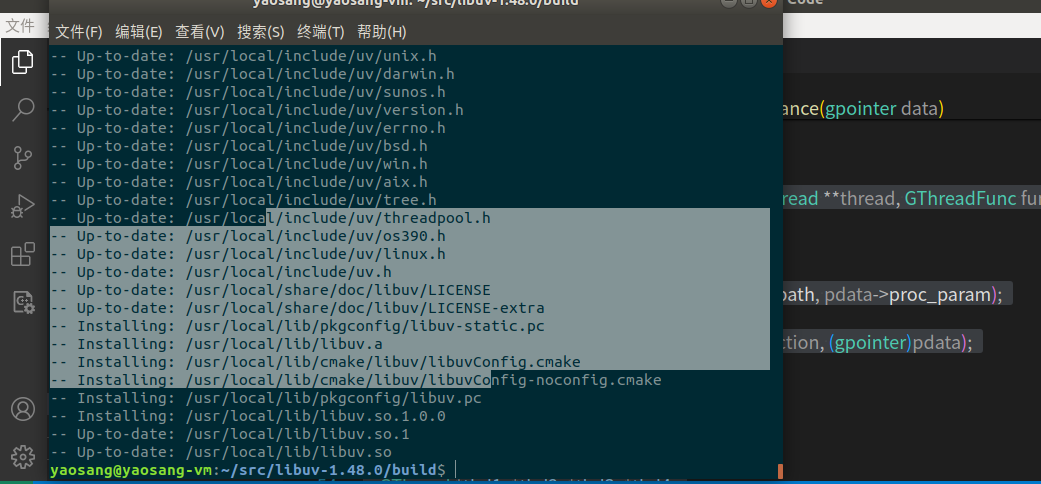 yaosang@yaosang-vm: ~/src/libuv-1.48.0/build
Code
文件
文件(F) 编辑(E) 查看(V) 搜索(S) 终端(T) 帮助(H)
-- Up-to-date: /usr/local/include/uv/unix.h
-- Up-to-date: /usr/local/include/uv/darwin.h
-- Up-to-date: /usr/local/include/uv/sunos.h
-- Up-to-date: /usr/local/include/uv/version.h
-- Up-to-date: /usr/local/include/uv/errno.h
-- Up-to-date: /usr/local/include/uv/bsd.h
-- Up-to-date: /usr/local/include/uv/win.h
-- Up-to-date: /usr/local/include/uv/aix.h
-- Up-to-date: /usr/local/include/uv/tree.h
-- Up-to-date: /usr/local/include/uv/threadpool.h
-- Up-to-date: /usr/local/include/uv/os390.h
-- Up-to-date: /usr/local/include/uv/linux.h
-- Up-to-date: /usr/local/include/uv.h
-- Up-to-date: /usr/local/share/doc/libuv/LICENSE
-- Up-to-date: /usr/local/share/doc/libuv/LICENSE-extra
-- Installing: /usr/local/lib/pkgconfig/libuv-static.pc
-- Installing: /usr/local/lib/libuv.a
-- Installing: /usr/local/lib/cmake/libuv/libuvConfig.cmake
-- Installing: /usr/local/lib/cmake/libuv/libuvConfig-noconfig.cmake
-- Installing: /usr/local/lib/pkgconfig/libuv.pc
-- Installing: /usr/local/lib/libuv.so.1.0.0
-- Up-to-date: /usr/local/lib/libuv.so.1
-- Up-to-date: /usr/local/lib/libuv.so
yaosang@yaosang-vm:~/src/libuv-1.48.0/build$
ance(gpointer data)
read **thread, GThreadFunc fun
path, pdata->proc_param);
ction, (gpointer)pdata);